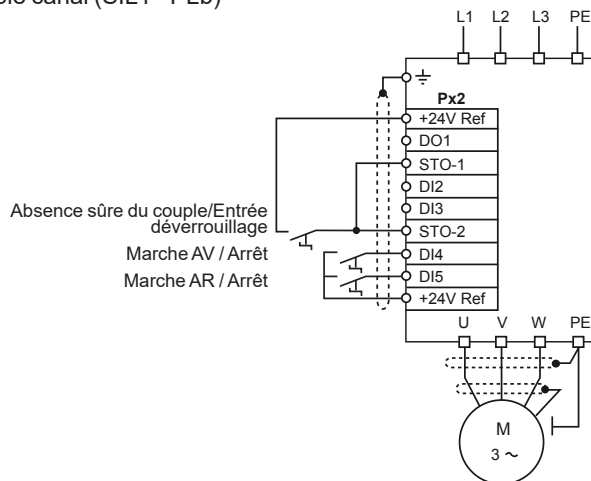 ole canal (SIL1 - PLb)
L1 L2 L3 PE
Px2
+24V Ref
DO1
STO-1
DI2
DI3
Absence sûre du couple/Entrée
déverrouillage
STO-2
Marche AV / Arrêt
DI4
Marche AR / Arrêt
DI5
+24V Ref
U V W PE
M
3 ~